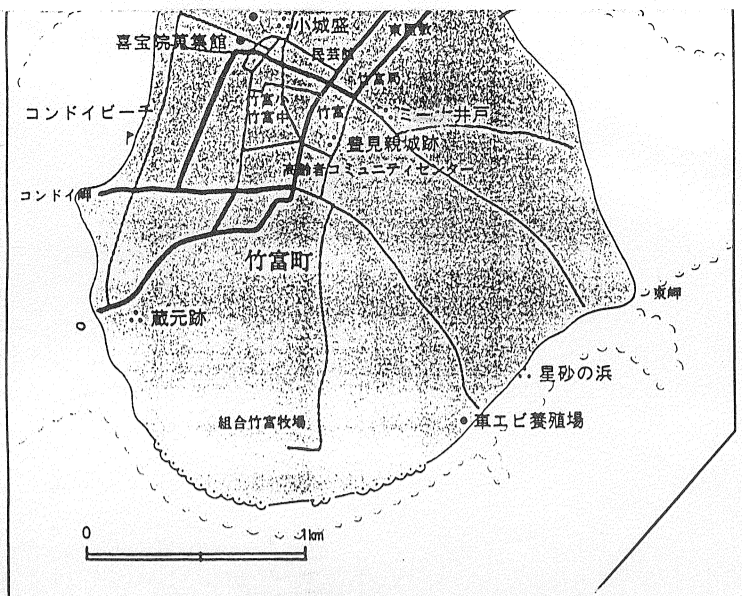 小城盛
喜宝院蒐集館
民芸館
竹富局
竹富小
竹富中
竹富
コンドイビーチ
ミーナ井戸
豊見親城跡
高齢者コミュニティセンター
コンドイ岬
竹富町
東岬
蔵元跡
星砂の浜
組合竹富牧場
車エビ養殖場
0
1km